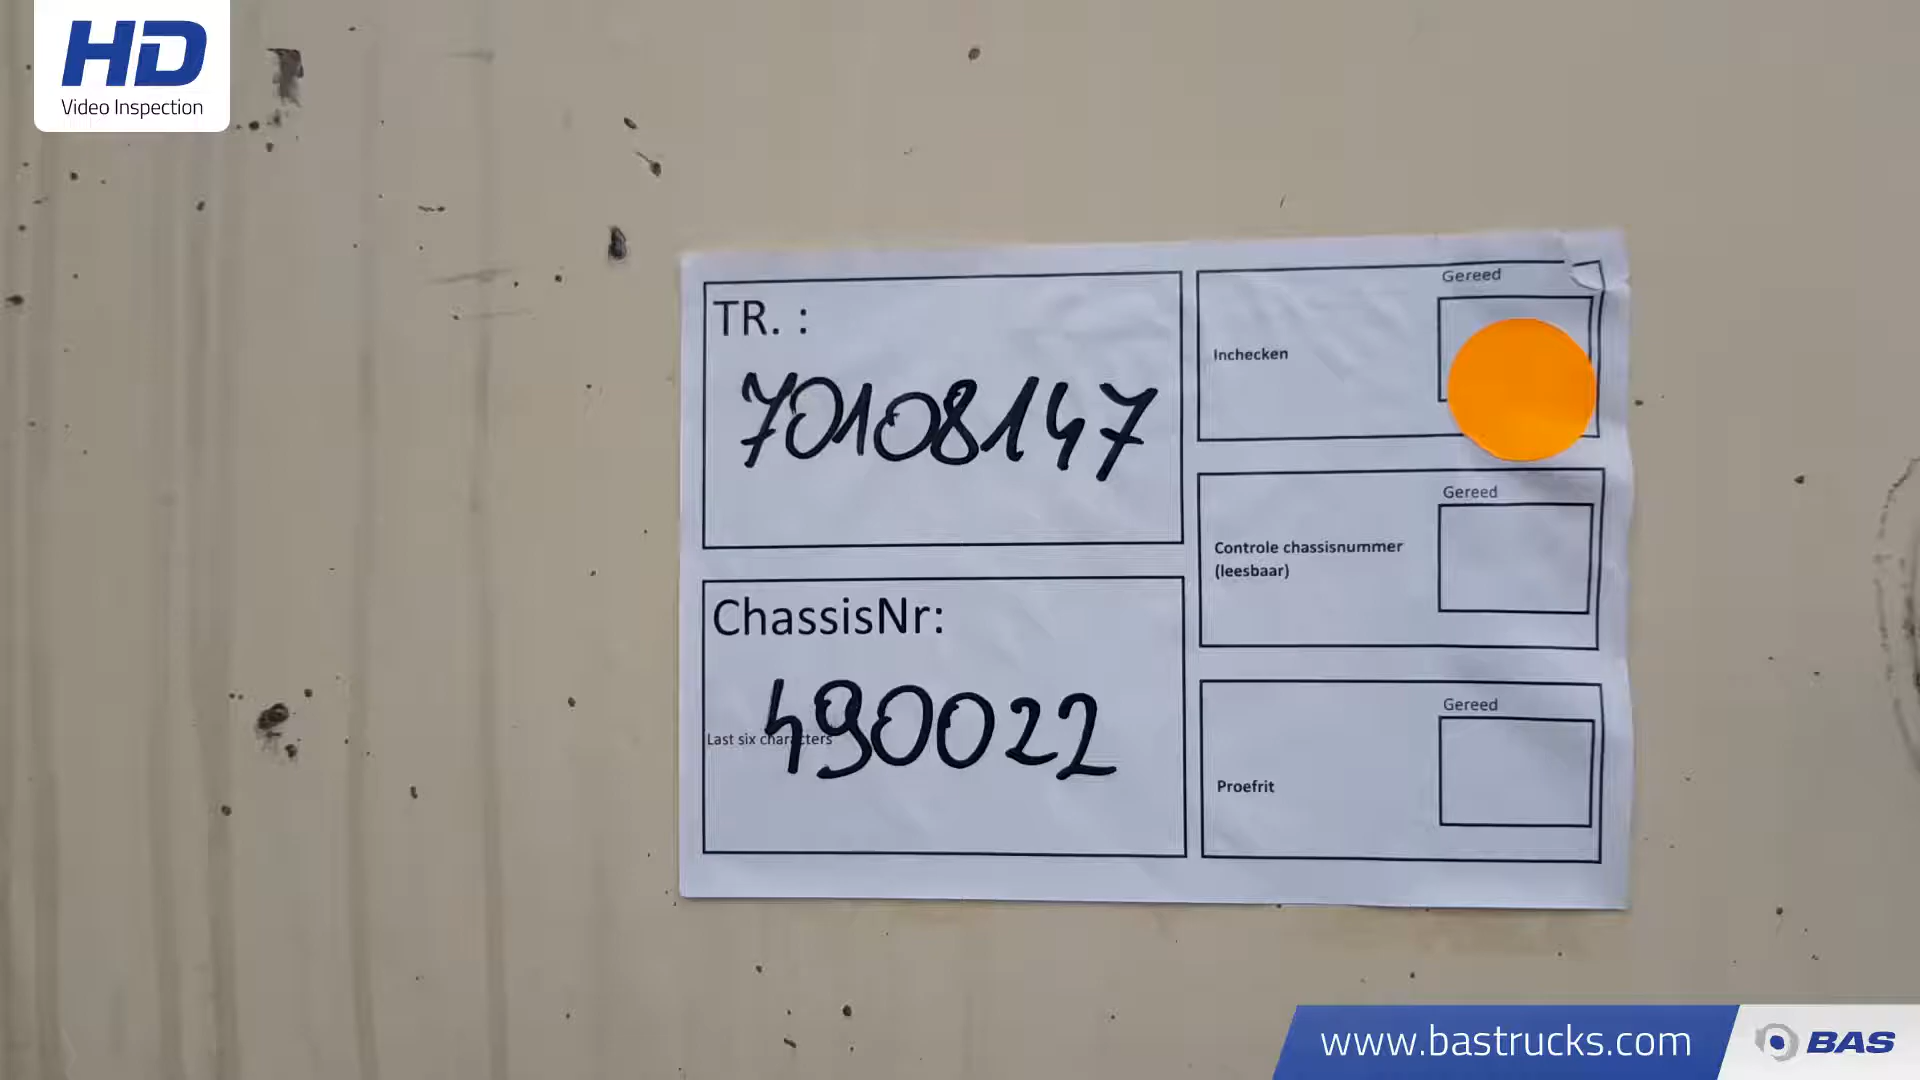 HD
Video Inspection
TR. :
70108147
ChassisNr:
490022
Last six characters
Gereed
Inchecken
Gereed
Controle chassisnummer
(leesbaar)
Gereed
Proefrit
www.bastrucks.com
BAS